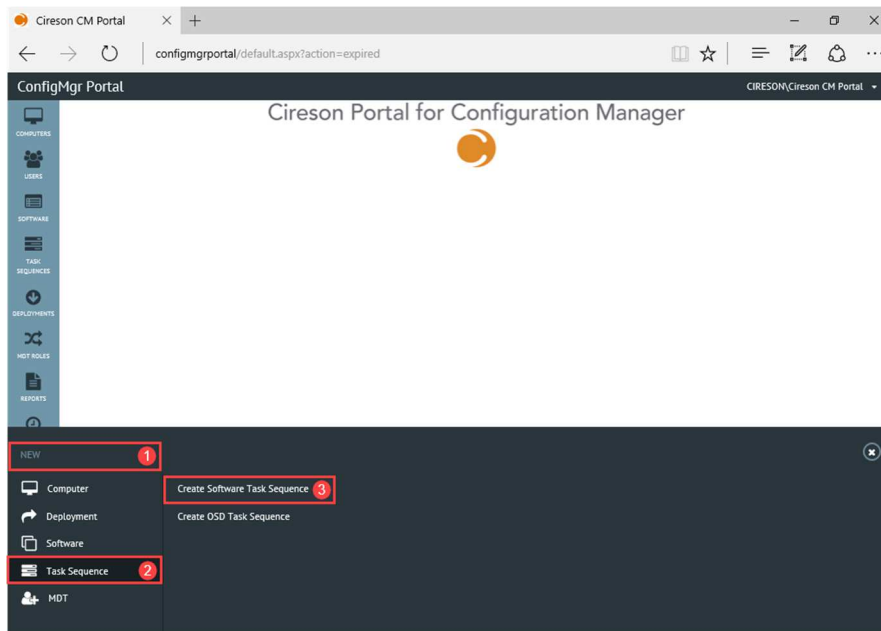 Cireson CM Portal
configmgrportal/default.aspx?action=expired
ConfigMgr Portal
CIRESON\Cireson CM Portal
Cireson Portal for Configuration Manager
COMPUTERS
USERS
SOFTWARE
TASK
SEQUENCES
DEPLOYMENTS
MDT ROLES
REPORTS
NEW 1
Computer
Create Software Task Sequence 3
Deployment
Create OSD Task Sequence
Software
Task Sequence 2
MDT